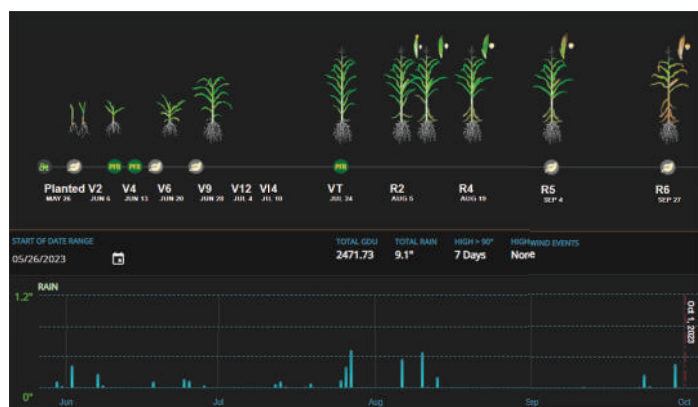 Planted V2 V4 V6 V9 V12 V14 VT R2 R4 R5 R6
MAY 26 JUN 6 JUN 13 JUN 20 JUN 28 JUL 4 JUL 10 JUL 24 AUG 5 AUG 19 SEP 4 SEP 27
START OF DATE RANGE TOTAL GDU TOTAL RAIN HIGH > 90° HIGH WIND EVENTS
05/26/2023 2471.73 9.1" 7 Days None
RAIN
1.2"
Oct 1, 2023
0"
Jun Jul Aug Sep Oct